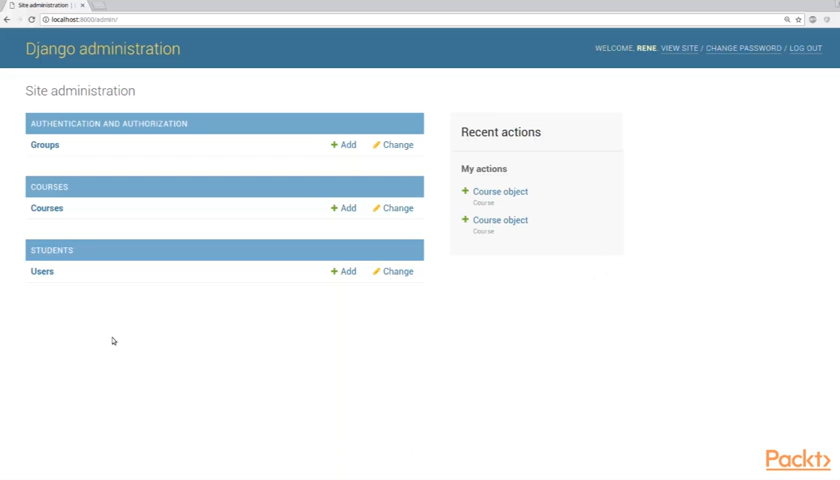 Site administration | 
localhost:8000/admin/
Django administration
WELCOME, RENE. VIEW SITE / CHANGE PASSWORD / LOG OUT
Site administration
AUTHENTICATION AND AUTHORIZATION
Groups Add Change
COURSES
Courses Add Change
STUDENTS
Users Add Change
Recent actions
My actions
Course object
Course
Course object
Course
Packt